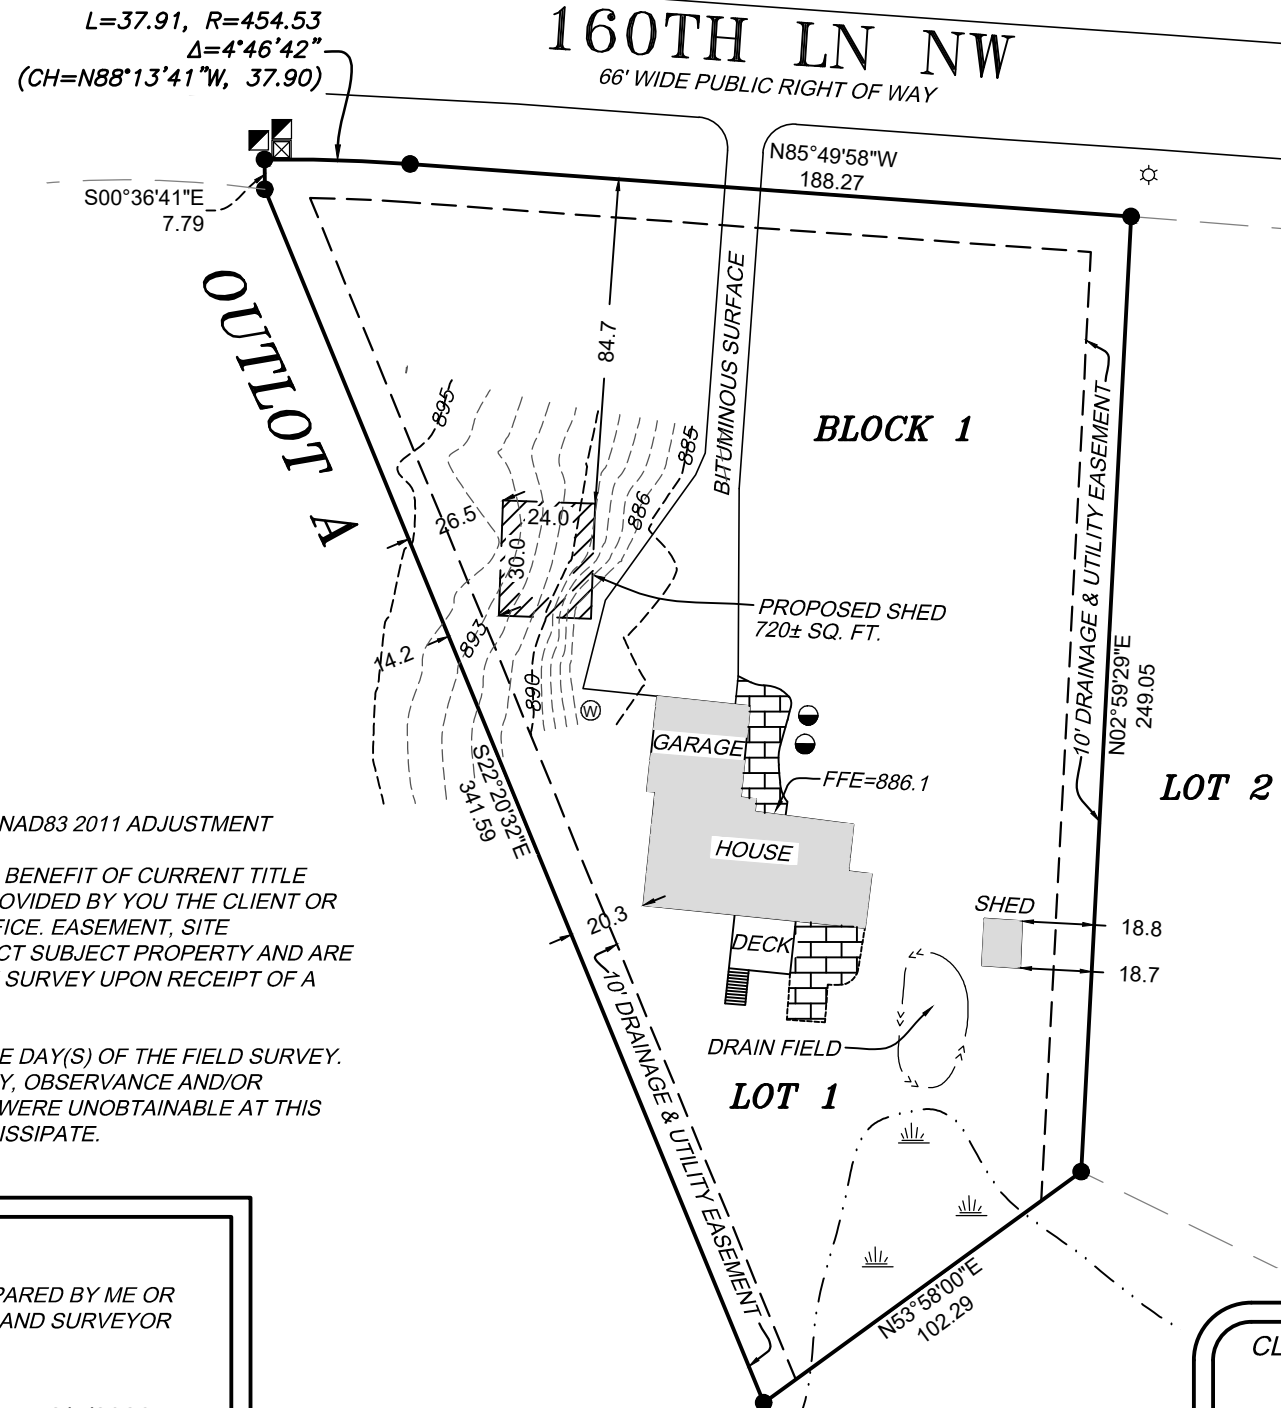 L=37.91, R=454.53
Δ=4°46'42"
(CH=N88°13'41"W, 37.90)
160TH LN NW
66' WIDE PUBLIC RIGHT OF WAY
N85°49'58"W
188.27
S00°36'41"E
7.79
OUTLOT A
84.7
BITUMINOUS SURFACE
BLOCK 1
10' DRAINAGE & UTILITY EASEMENT
895
885
886
26.5
24.0
30.0
PROPOSED SHED
720± SQ. FT.
14.2
893
890
W
N02°59'29"E
249.05
GARAGE
FFE=886.1
LOT 2
S22°20'32"E
341.59
HOUSE
20.3
DECK
SHED
18.8
18.7
10' DRAINAGE & UTILITY EASEMENT
DRAIN FIELD
LOT 1
N53°58'00"E
102.29
NAD83 2011 ADJUSTMENT
BENEFIT OF CURRENT TITLE
OVIDED BY YOU THE CLIENT OR
FICE. EASEMENT, SITE
CT SUBJECT PROPERTY AND ARE
SURVEY UPON RECEIPT OF A
E DAY(S) OF THE FIELD SURVEY.
Y, OBSERVANCE AND/OR
WERE UNOBTAINABLE AT THIS
ISSIPATE.
PARED BY ME OR
AND SURVEYOR
CL